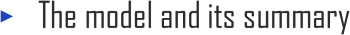 ► The model and its summary